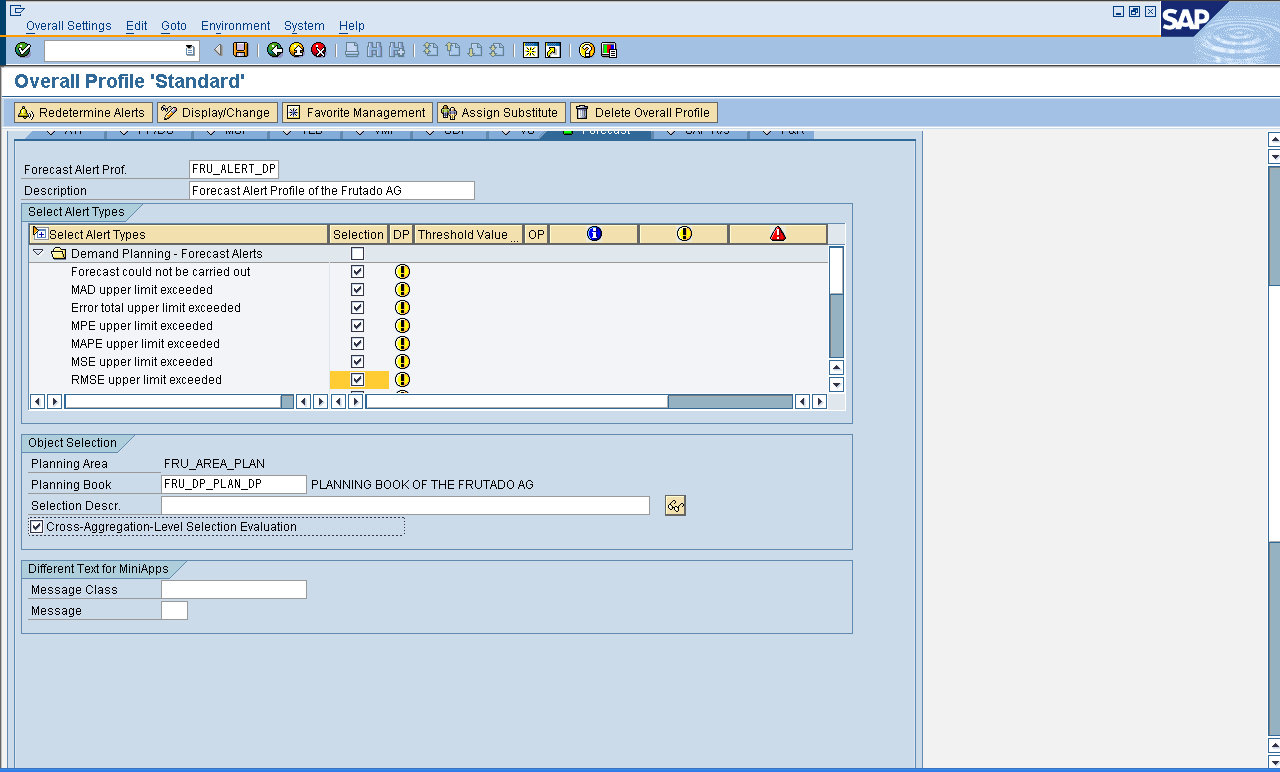 Overall Settings Edit Goto Environment System Help
SAP
Overall Profile 'Standard'
Redetermine Alerts Display/Change Favorite Management Assign Substitute Delete Overall Profile
Forecast
Forecast Alert Prof. FRU_ALERT_DP
Description Forecast Alert Profile of the Frutado AG
Select Alert Types
Select Alert Types Selection DP Threshold Value ... OP
Demand Planning - Forecast Alerts
Forecast could not be carried out
MAD upper limit exceeded
Error total upper limit exceeded
MPE upper limit exceeded
MAPE upper limit exceeded
MSE upper limit exceeded
RMSE upper limit exceeded
Object Selection
Planning Area FRU_AREA_PLAN
Planning Book FRU_DP_PLAN_DP PLANNING BOOK OF THE FRUTADO AG
Selection Descr.
Cross-Aggregation-Level Selection Evaluation
Different Text for MiniApps
Message Class
Message